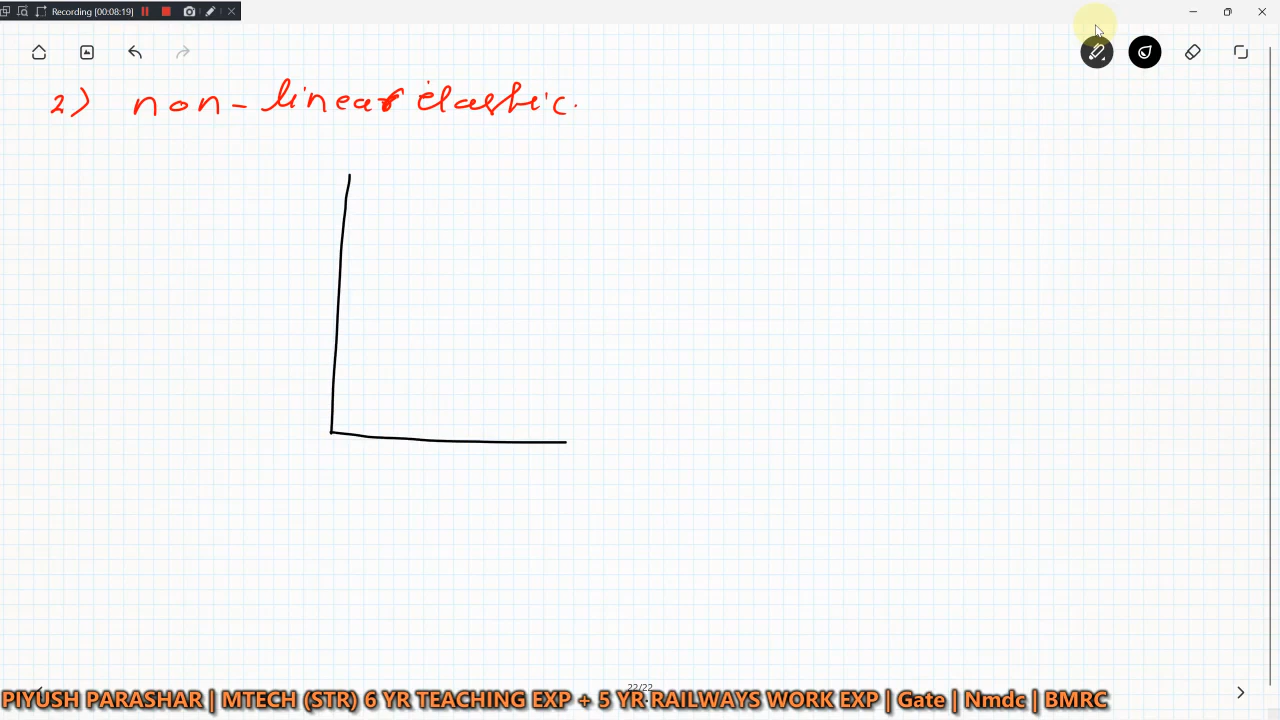 Recording [00:08:19]
2) non-linear elastic.
22/22
PIYUSH PARASHAR | MTECH (STR) 6 YR TEACHING EXP + 5 YR RAILWAYS WORK EXP | Gate | Nmdc | BMRC